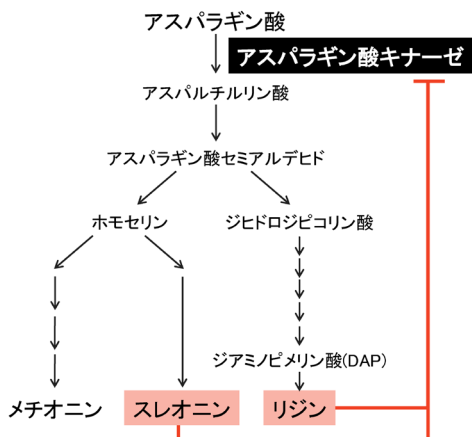 アスパラギン酸
アスパラギン酸キナーゼ
アスパルチルリン酸
アスパラギン酸セミアルデヒド
ホモセリン
ジヒドロジピコリン酸
ジアミノピメリン酸(DAP)
メチオニン
スレオニン
リジン